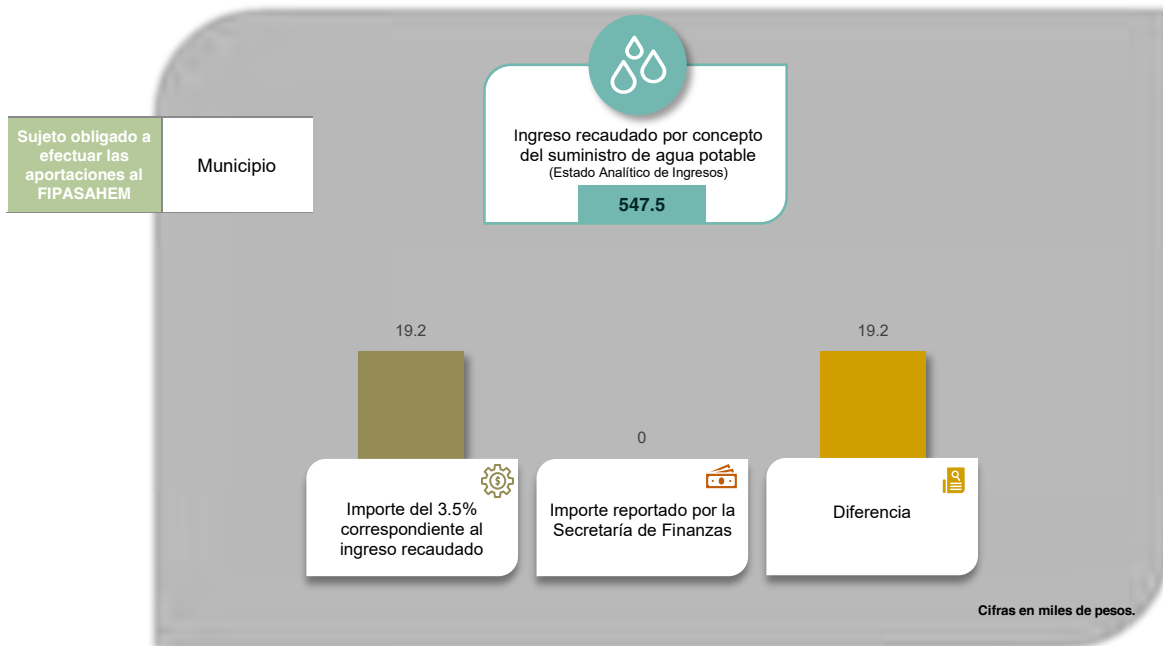 Sujeto obligado a
efectuar las
aportaciones al
FIPASAHEM
Municipio
Ingreso recaudado por concepto
del suministro de agua potable
(Estado Analítico de Ingresos)
547.5
19.2
0
19.2
Importe del 3.5%
correspondiente al
ingreso recaudado
Importe reportado por la
Secretaría de Finanzas
Diferencia
Cifras en miles de pesos.